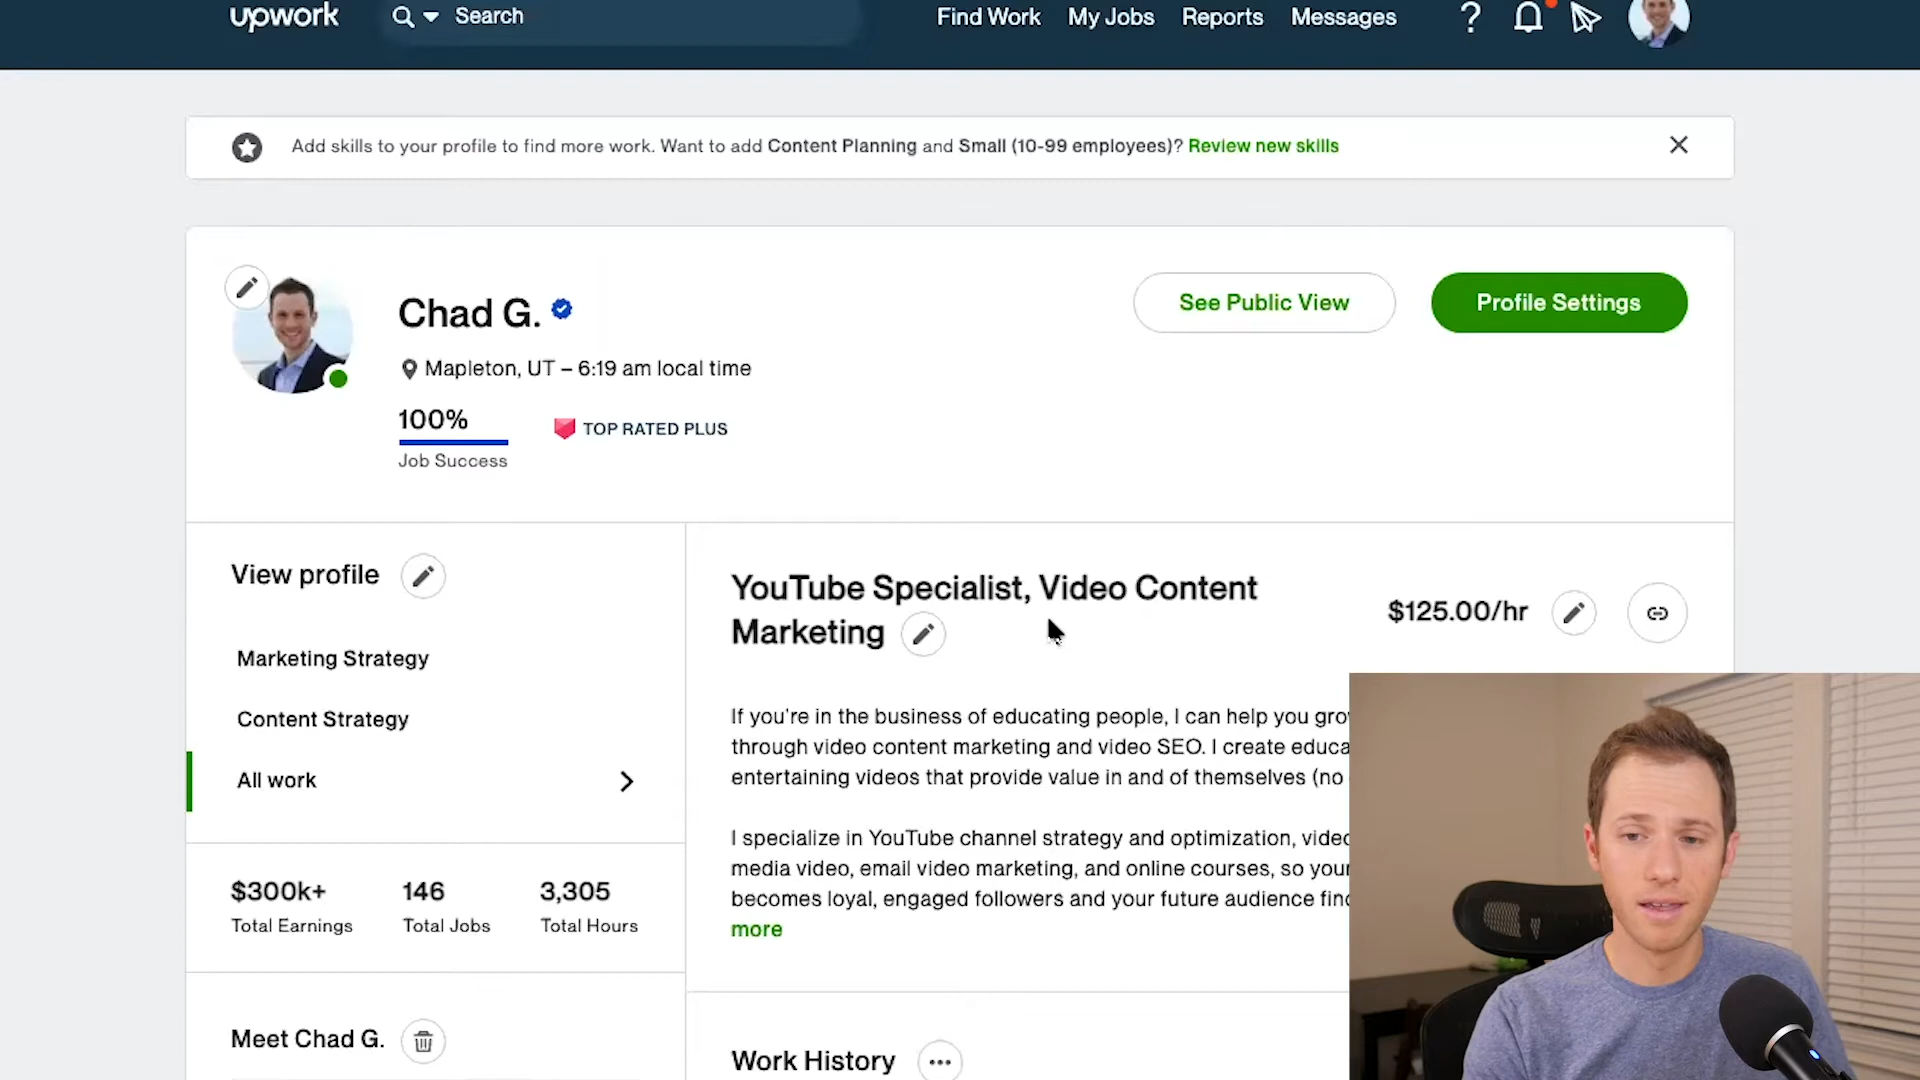 upwork
Search
Find Work
My Jobs
Reports
Messages
?
Add skills to your profile to find more work. Want to add Content Planning and Small (10-99 employees)? Review new skills
Chad G.
Mapleton, UT – 6:19 am local time
100%
Job Success
TOP RATED PLUS
See Public View
Profile Settings
View profile
Marketing Strategy
Content Strategy
All work
$300k+
Total Earnings
146
Total Jobs
3,305
Total Hours
Meet Chad G.
YouTube Specialist, Video Content
Marketing
$125.00/hr
If you're in the business of educating people, I can help you
through video content marketing and video SEO. I create
entertaining videos that provide value in and of themselves (no
I specialize in YouTube channel strategy and optimization,
media video, email video marketing, and online courses, so
becomes loyal, engaged followers and your future audience
more
Work History